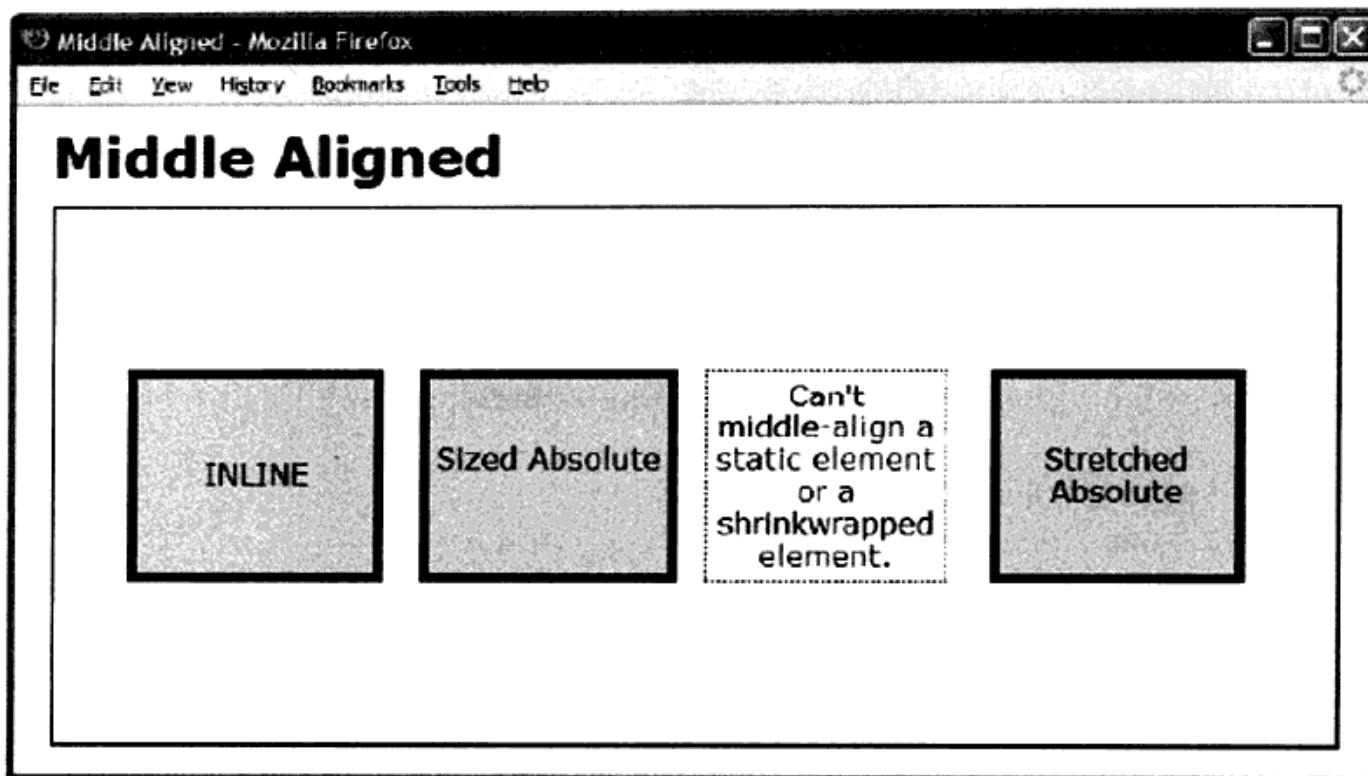 Middle Aligned - Mozilla Firefox
File Edit View History Bookmarks Tools Help
Middle Aligned
INLINE
Sized Absolute
Can't
middle-align a
static element
or a
shrinkwrapped
element.
Stretched
Absolute